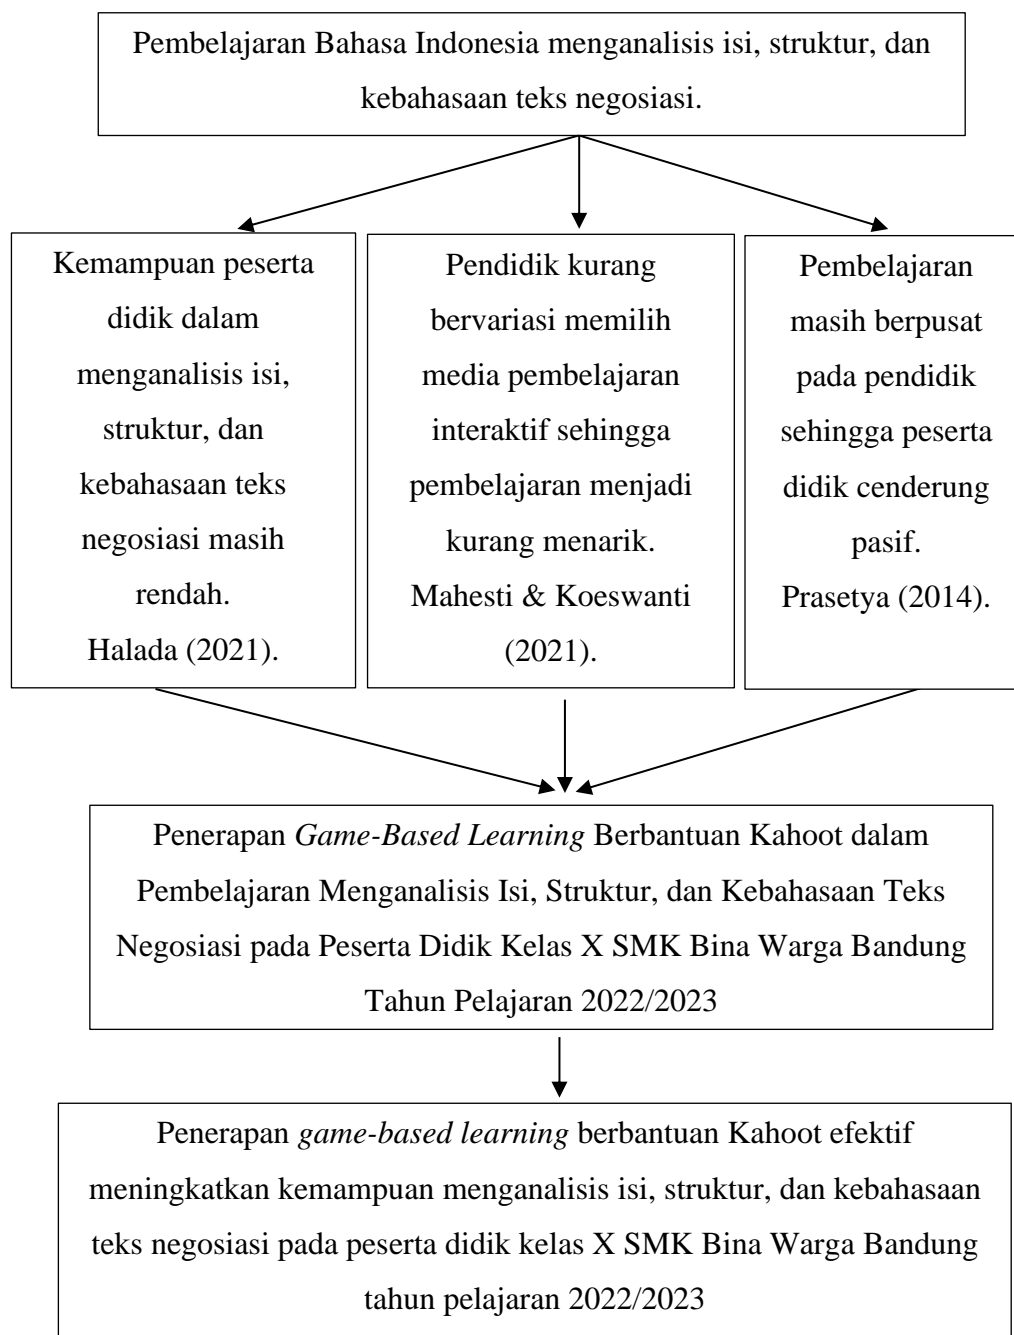 Pembelajaran Bahasa Indonesia menganalisis isi, struktur, dan
kebahasaan teks negosiasi.
Kemampuan peserta
didik dalam
menganalisis isi,
struktur, dan
kebahasaan teks
negosiasi masih
rendah.
Halada (2021).
Pendidik kurang
bervariasi memilih
media pembelajaran
interaktif sehingga
pembelajaran menjadi
kurang menarik.
Mahesti & Koeswanti
(2021).
Pembelajaran
masih berpusat
pada pendidik
sehingga peserta
didik cenderung
pasif.
Prasetya (2014).
Penerapan Game-Based Learning Berbantuan Kahoot dalam
Pembelajaran Menganalisis Isi, Struktur, dan Kebahasaan Teks
Negosiasi pada Peserta Didik Kelas X SMK Bina Warga Bandung
Tahun Pelajaran 2022/2023
Penerapan game-based learning berbantuan Kahoot efektif
meningkatkan kemampuan menganalisis isi, struktur, dan kebahasaan
teks negosiasi pada peserta didik kelas X SMK Bina Warga Bandung
tahun pelajaran 2022/2023